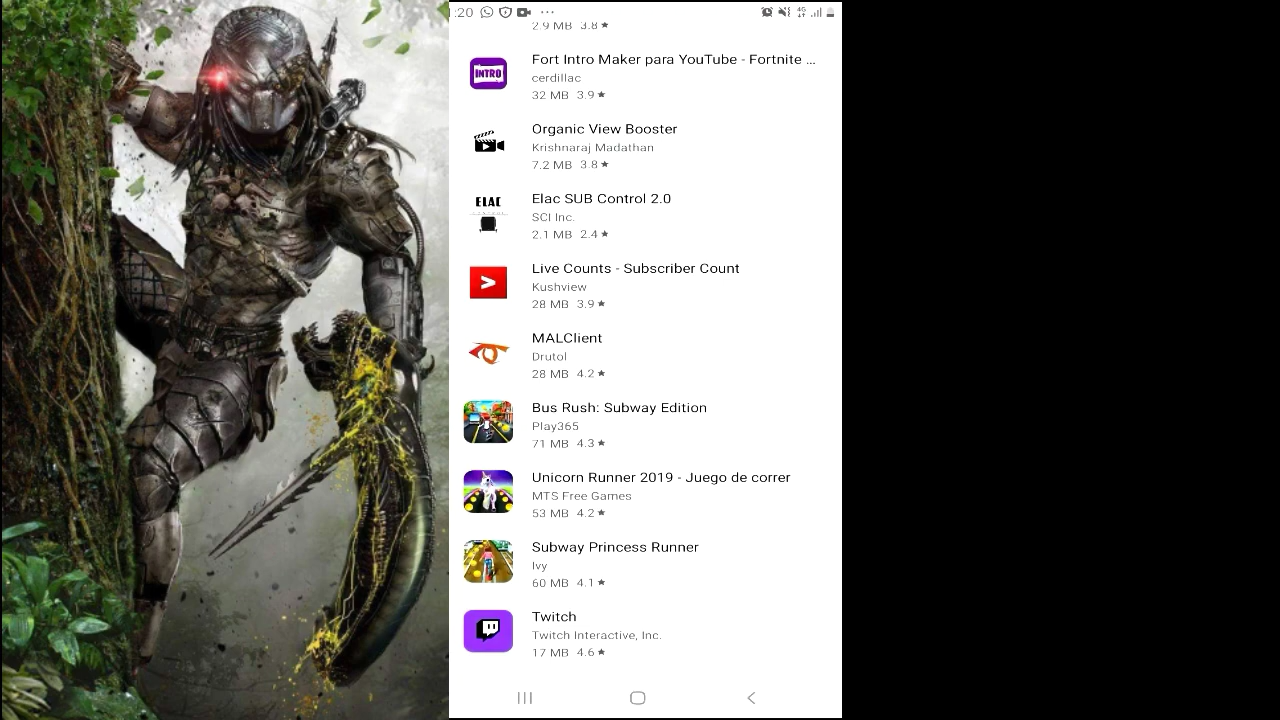 :20
4G
2.9 MB 3.8 ★
Fort Intro Maker para YouTube - Fortnite ...
INTRO
cerdillac
32 MB 3.9 ★
Organic View Booster
Krishnaraj Madathan
7.2 MB 3.8 ★
Elac SUB Control 2.0
ELAC
SCI Inc.
2.1 MB 2.4 ★
Live Counts - Subscriber Count
Kushview
28 MB 3.9 ★
MALClient
Drutol
28 MB 4.2 ★
Bus Rush: Subway Edition
Play365
71 MB 4.3 ★
Unicorn Runner 2019 - Juego de correr
MTS Free Games
53 MB 4.2 ★
Subway Princess Runner
Ivy
60 MB 4.1 ★
Twitch
Twitch Interactive, Inc.
17 MB 4.6 ★